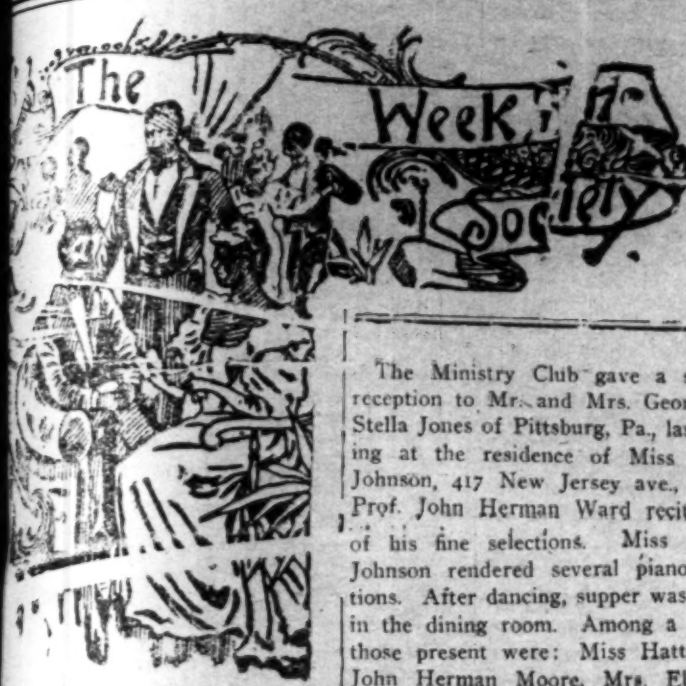 The
Week in
Society
The Ministry Club gave a
reception to Mr. and Mrs. Geor
Stella Jones of Pittsburg, Pa., la
ing at the residence of Miss
Johnson, 417 New Jersey ave.,
Prof. John Herman Ward recit
of his fine selections. Miss
Johnson rendered several piano
tions. After dancing, supper was
in the dining room. Among a
those present were: Miss Hatt
John Herman Moore, Mrs. El